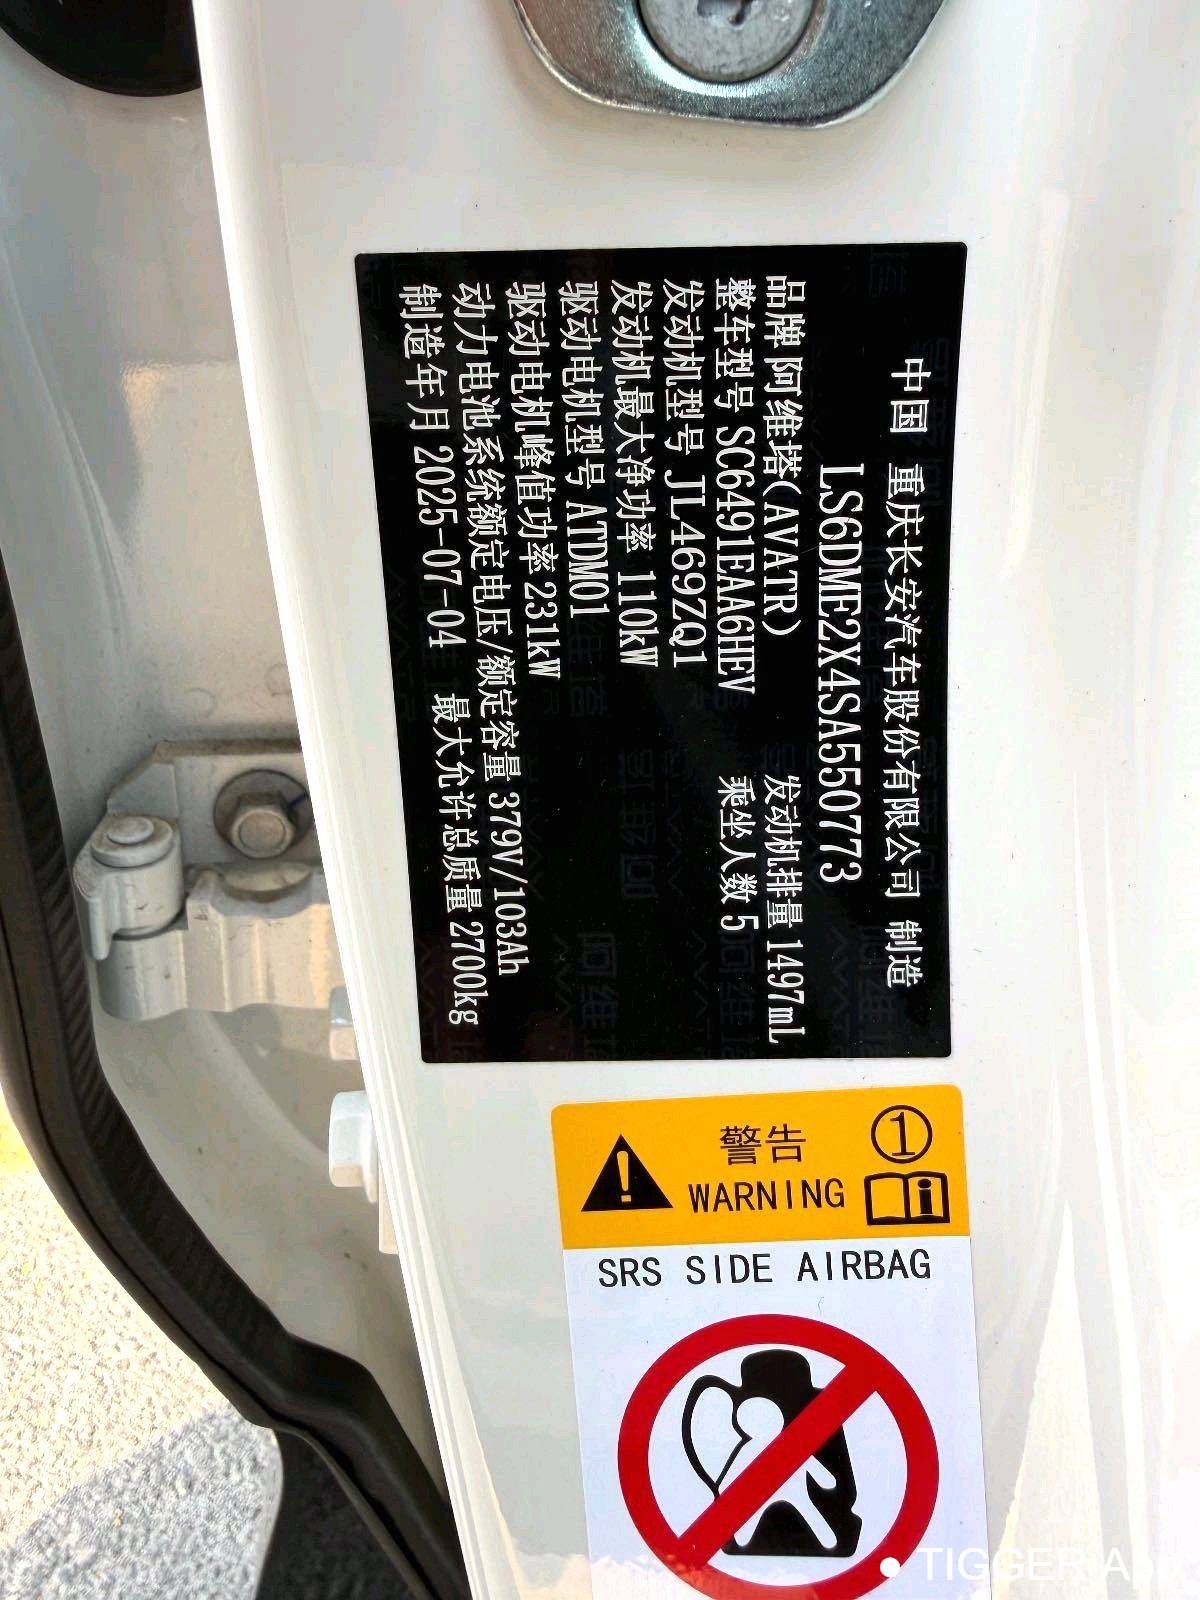 中国 重庆长安汽车股份有限公司 制造
LS6DME2X4SA550773
品牌 阿维塔(AVATR) 发动机排量 1497mL
整车型号 SC6491EAA6HEV 乘坐人数 5
发动机型号 JL469ZQ1
发动机最大净功率 110kW
驱动电机型号 ATDM01
驱动电机峰值功率 231kW
动力电池系统额定电压/额定容量 379V/103Ah
制造年月 2025-07-04 最大允许总质量 2700kg
警告 ①
WARNING
SRS SIDE AIRBAG
TIGGER